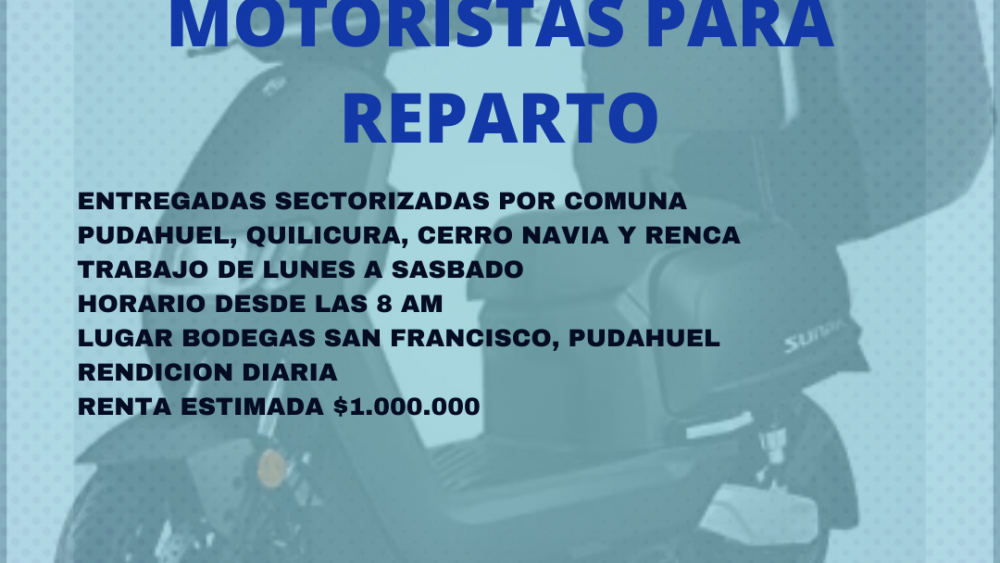 MOTORISTAS PARA
REPARTO
ENTREGADAS SECTORIZADAS POR COMUNA
PUDAHUEL, QUILICURA, CERRO NAVIA Y RENCA
TRABAJO DE LUNES A SASBADO
HORARIO DESDE LAS 8 AM
LUGAR BODEGAS SAN FRANCISCO, PUDAHUEL
RENDICION DIARIA
RENTA ESTIMADA $1.000.000